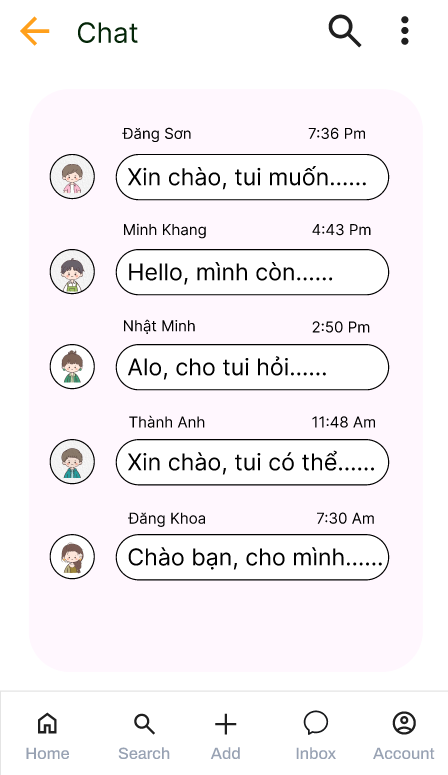 Chat
Đăng Sơn 7:36 Pm
Xin chào, tui muốn......
Minh Khang 4:43 Pm
Hello, mình còn......
Nhật Minh 2:50 Pm
Alo, cho tui hỏi......
Thành Anh 11:48 Am
Xin chào, tui có thể......
Đăng Khoa 7:30 Am
Chào bạn, cho mình......
Home Search Add Inbox Account